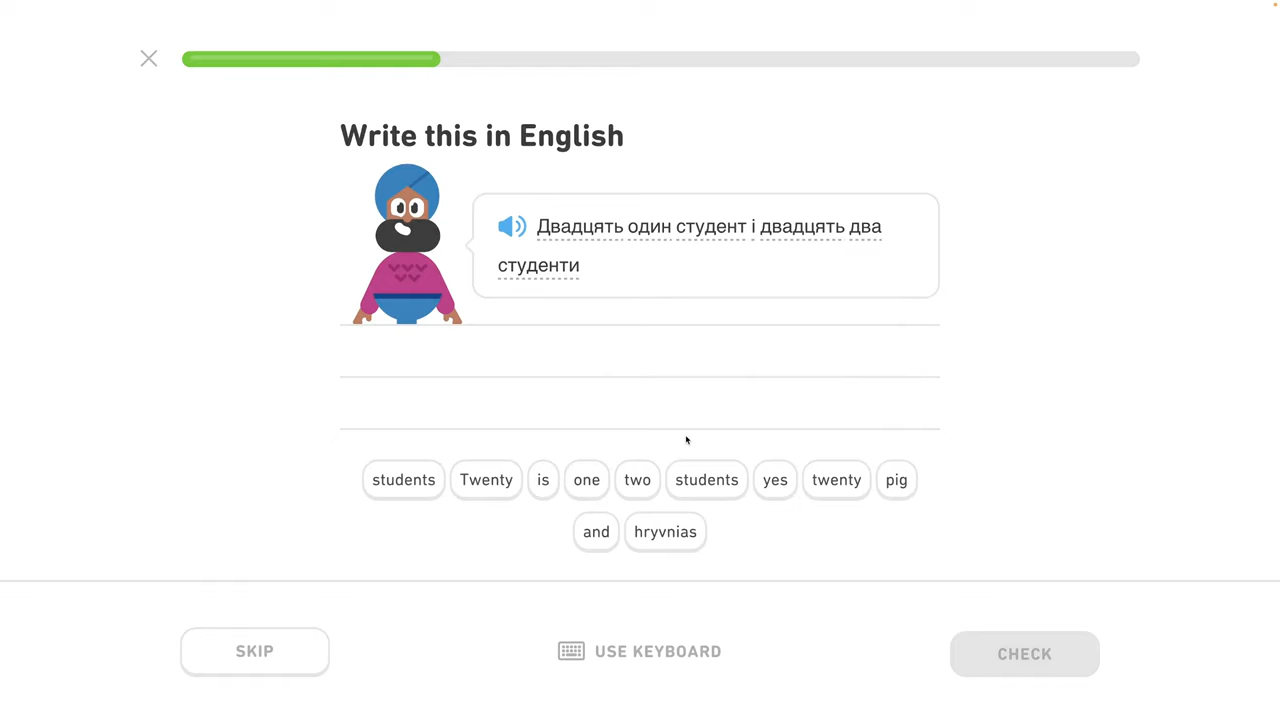 Write this in English
Двадцять один студент і двадцять два
студенти
students Twenty is one two students yes twenty pig
and hryvnias
SKIP USE KEYBOARD CHECK